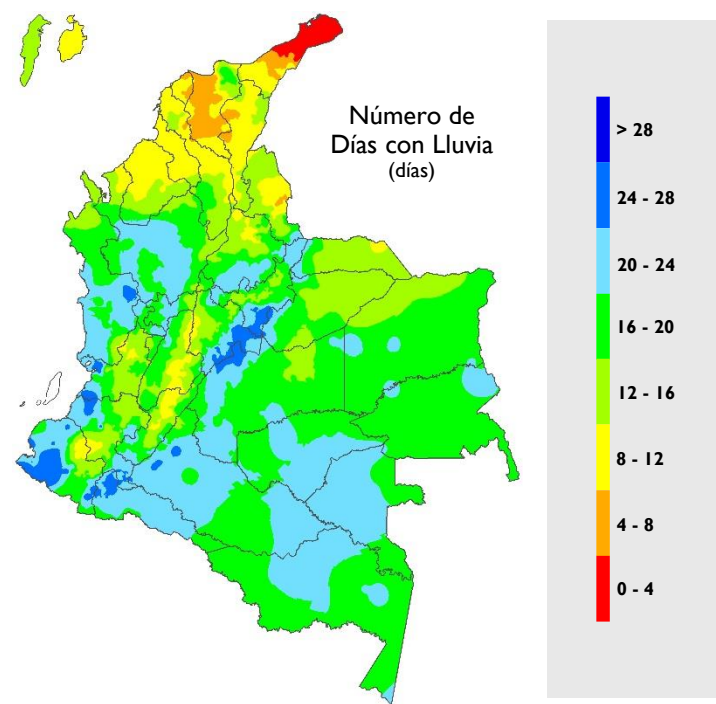 Número de
Días con Lluvia
(días)
> 28
24 - 28
20 - 24
16 - 20
12 - 16
8 - 12
4 - 8
0 - 4